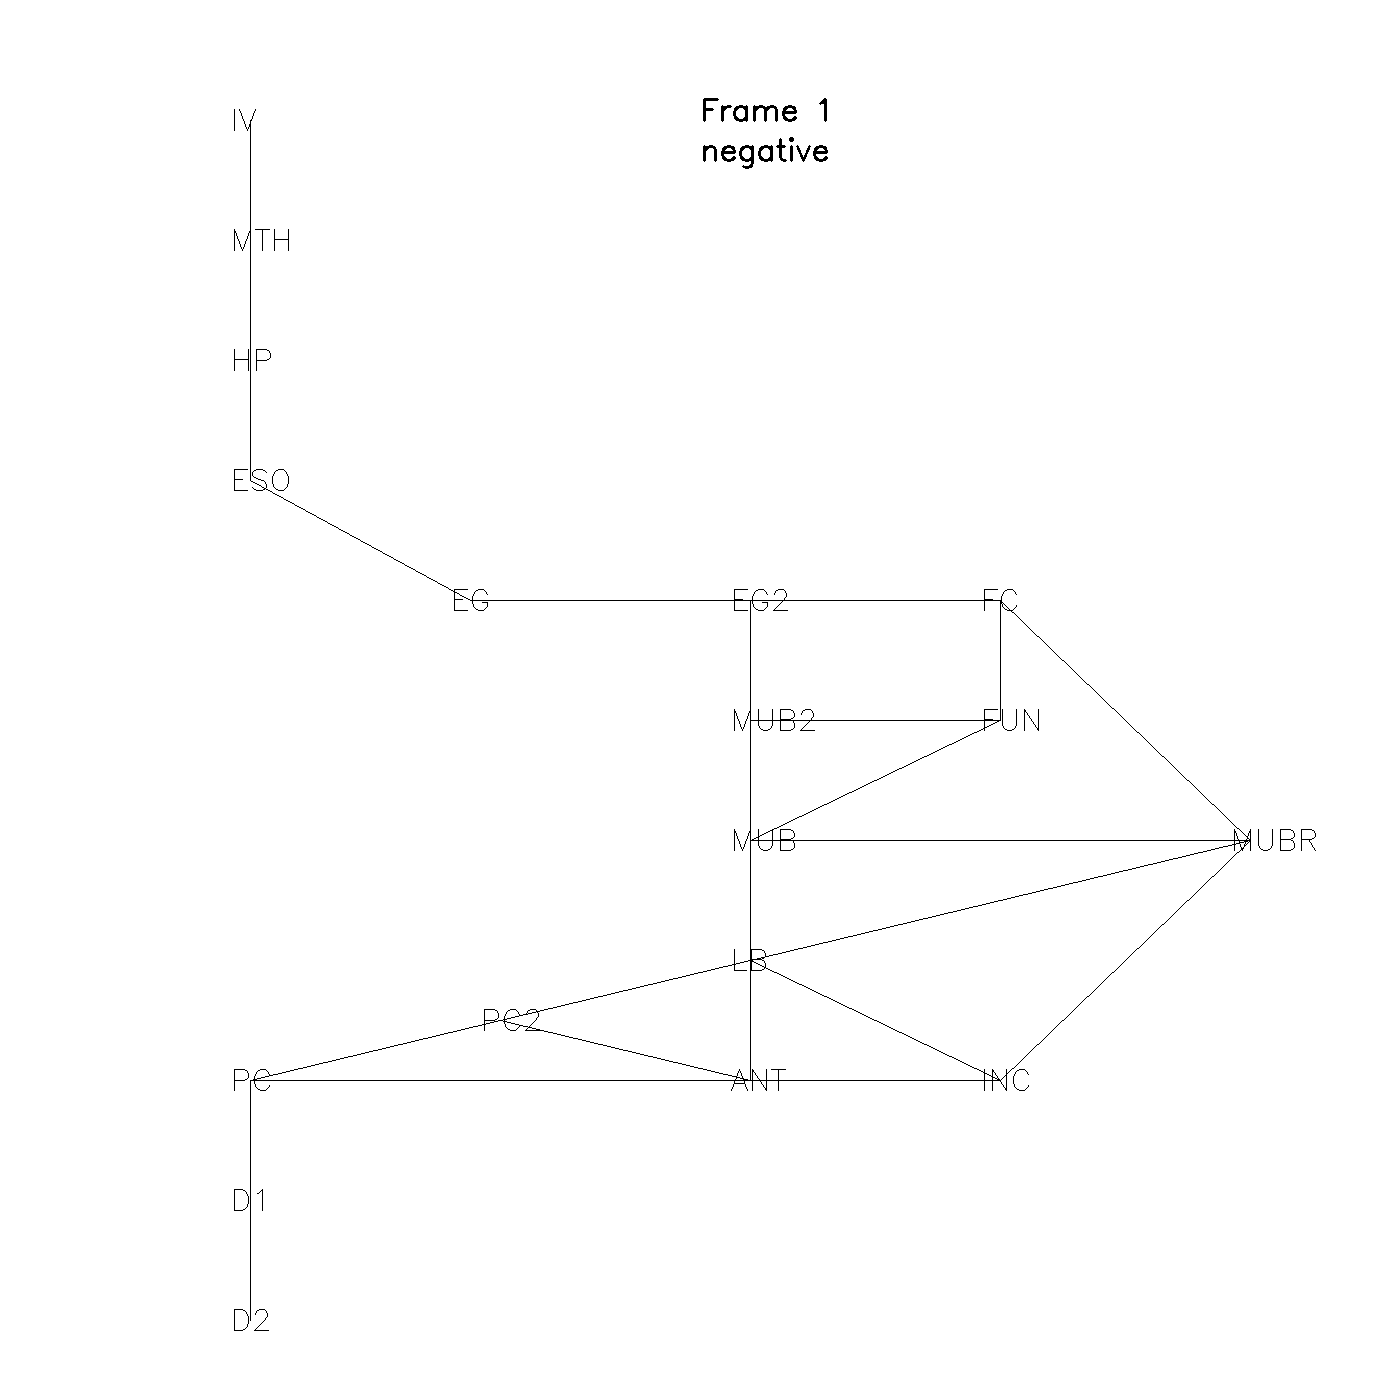 Frame 1
negative
IV
MTH
HP
ESO
EG EG2 FC
MUB2 FUN
MUB MUBR
LB
PC2
PC ANT INC
D1
D2